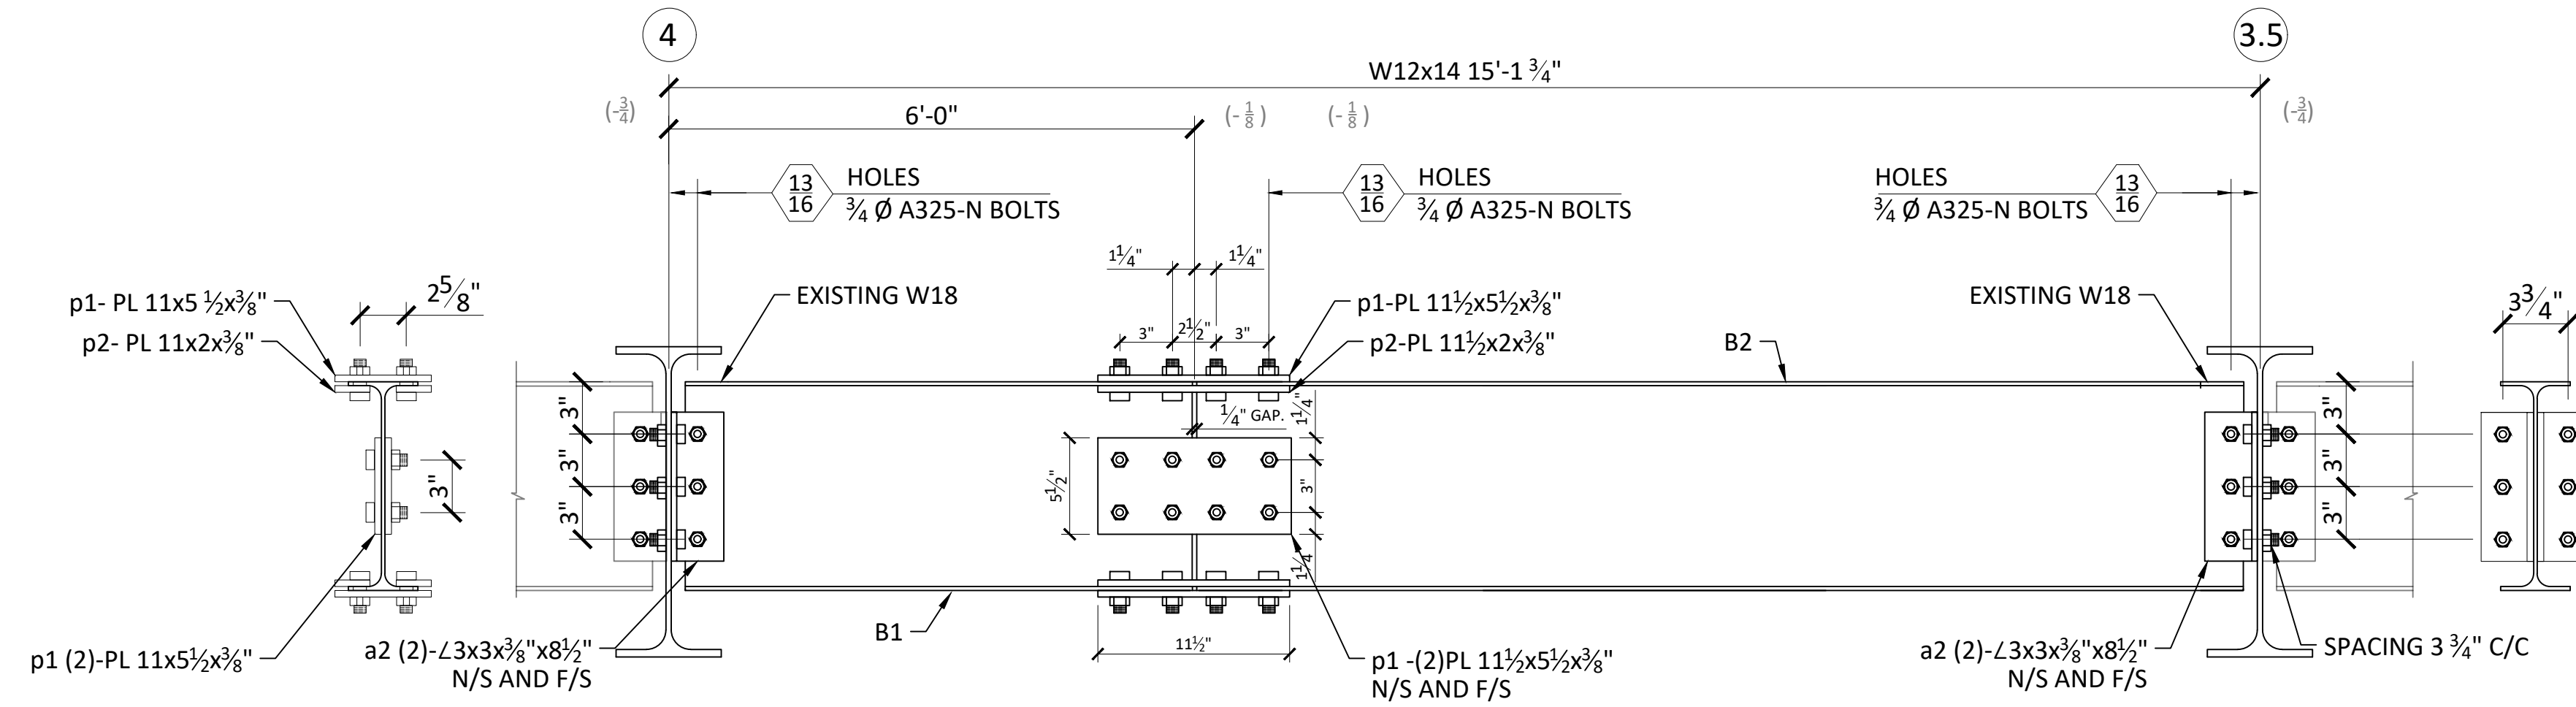 4
3.5
W12x14 15'-1 3/4"
(-3/4)
6'-0"
(-1/8)
(-1/8)
(-3/4)
13/16
HOLES
3/4 Ø A325-N BOLTS
13/16
HOLES
3/4 Ø A325-N BOLTS
HOLES
3/4 Ø A325-N BOLTS
13/16
1 1/4"
1 1/4"
p1- PL 11x5 1/2x3/8"
p2- PL 11x2x3/8"
2 5/8"
EXISTING W18
p1-PL 11 1/2x5 1/2x3/8"
p2-PL 11 1/2x2x3/8"
B2
EXISTING W18
3 3/4"
3"
2 1/2"
3"
1/4" GAP.
1 1/4"
3"
3"
3"
3"
5 1/2"
3"
1 1/4
3"
3"
3"
p1 (2)-PL 11x5 1/2x3/8"
a2 (2)-∠3x3x3/8"x8 1/2"
N/S AND F/S
B1
11 1/2"
p1 -(2)PL 11 1/2x5 1/2x3/8"
N/S AND F/S
a2 (2)-∠3x3x3/8"x8 1/2"
N/S AND F/S
SPACING 3 3/4" C/C